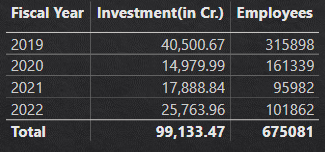 Fiscal Year Investment(in Cr.) Employees
2019 40,500.67 315898
2020 14,979.99 161339
2021 17,888.84 95982
2022 25,763.96 101862
Total 99,133.47 675081